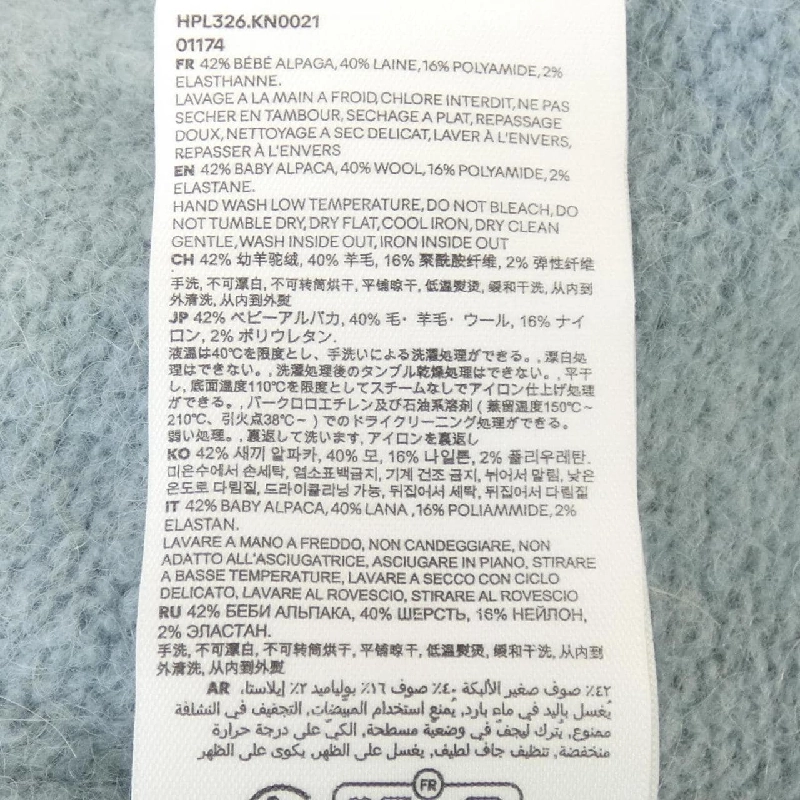 HPL326.KN0021
01174
FR 42% BÉBÉ ALPAGA, 40% LAINE, 16% POLYAMIDE, 2%
ELASTHANNE.
LAVAGE A LA MAIN A FROID, CHLORE INTERDIT, NE PAS
SECHER EN TAMBOUR, SECHAGE A PLAT, REPASSAGE
DOUX, NETTOYAGE A SEC DELICAT, LAVER À L'ENVERS,
REPASSER À L'ENVERS
EN 42% BABY ALPACA, 40% WOOL, 16% POLYAMIDE, 2%
ELASTANE.
HAND WASH LOW TEMPERATURE, DO NOT BLEACH, DO
NOT TUMBLE DRY, DRY FLAT, COOL IRON, DRY CLEAN
GENTLE, WASH INSIDE OUT, IRON INSIDE OUT
CH 42% 幼羊驼绒, 40% 羊毛, 16% 聚酰胺纤维, 2% 弹性纤维
手洗, 不可漂白, 不可转筒烘干, 平铺晾干, 低温熨烫, 缓和干洗, 从内到
外清洗, 从内到外熨
JP 42% ベビーアルパカ, 40% 毛・羊毛・ウール, 16% ナイ
ロン, 2% ポリウレタン.
液温は40℃を限度とし、手洗いによる洗濯処理ができる。, 漂白処
理はできない。, 洗濯処理後のタンブル乾燥処理はできない。, 平干
し, 底面温度110℃を限度としてスチームなしでアイロン仕上げ処理
ができる。, パークロロエチレン及び石油系溶剤 ( 蒸留温度150℃~
210℃、引火点38℃~ ) でのドライクリーニング処理ができる。
弱い処理。, 裏返して洗います, アイロンを裏返し
KO 42% 새끼 알파카, 40% 모, 16% 나일론, 2% 폴리우레탄.
미온수에서 손세탁, 염소표백금지, 기계 건조 금지, 뉘어서 말림, 낮은
온도로 다림질, 드라이클리닝 가능, 뒤집어서 세탁, 뒤집어서 다림질
IT 42% BABY ALPACA, 40% LANA , 16% POLIAMMIDE, 2%
ELASTAN.
LAVARE A MANO A FREDDO, NON CANDEGGIARE, NON
ADATTO ALL'ASCIUGATRICE, ASCIUGARE IN PIANO, STIRARE
A BASSE TEMPERATURE, LAVARE A SECCO CON CICLO
DELICATO, LAVARE AL ROVESCIO, STIRARE AL ROVESCIO
RU 42% БЕБИ АЛЬПАКА, 40% ШЕРСТЬ, 16% НЕЙЛОН,
2% ЭЛАСТАН.
手洗, 不可漂白, 不可转筒烘干, 平铺晾干, 低温熨烫, 缓和干洗, 从内到
外清洗, 从内到外熨
AR ٤٢٪ صوف صغير الألبكة ٤٠٪ صوف ١٦٪ بولياميد ٢٪ إيلاستا،
يُغسل باليد في ماء بارد، يمنع استخدام المبيضات, التجفيف في النشافة
ممنوع، يترك ليجف في وضعية مسطحة, الكي على درجة حرارة
منخفضة, تنظيف جاف لطيف, يغسل على الظهر, يكوى على الظهر
FR